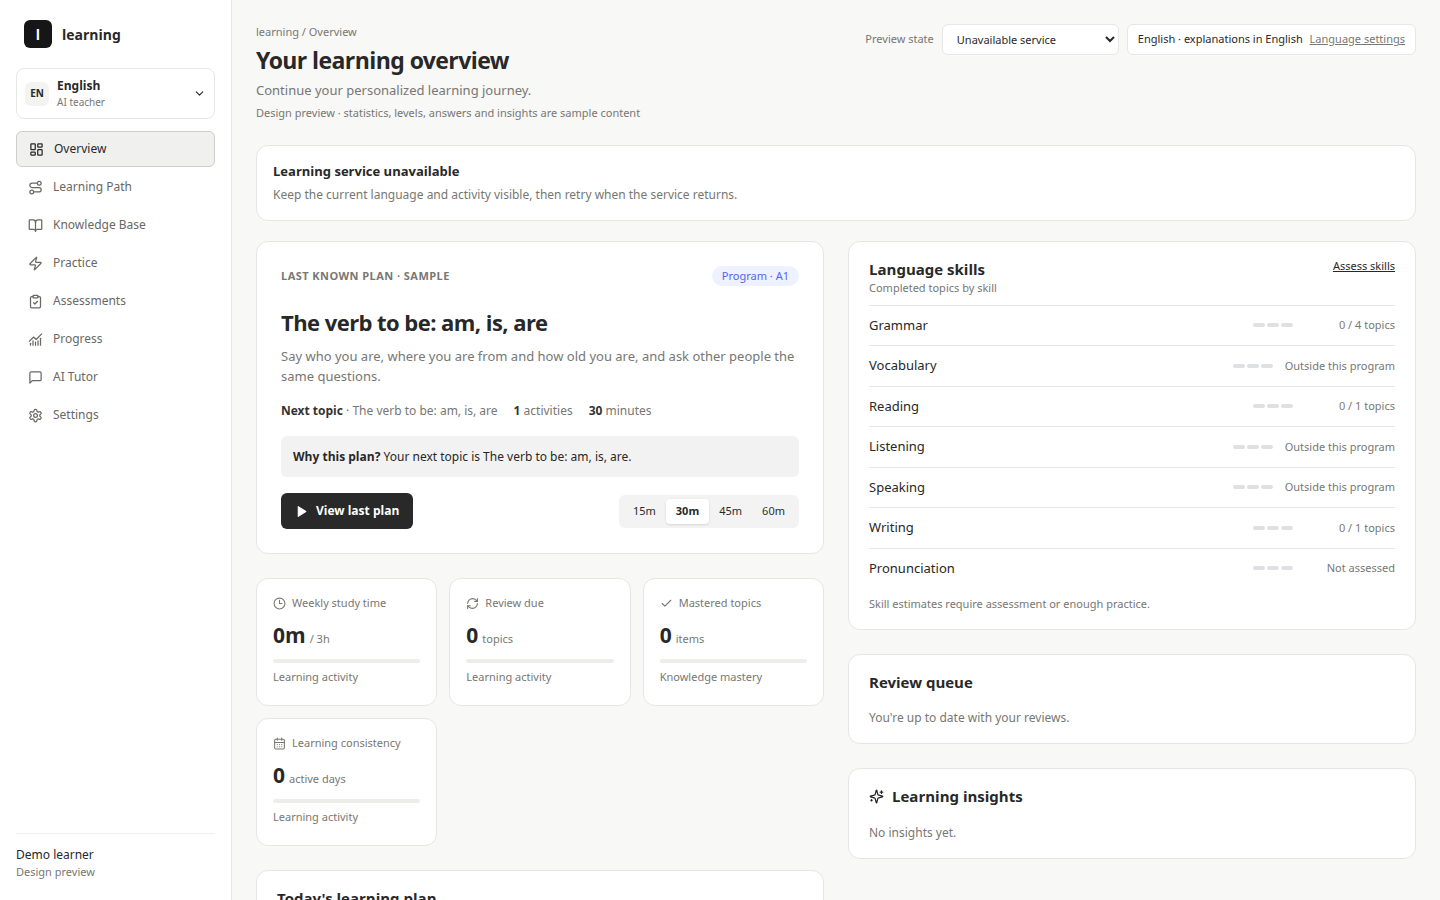 l learning
EN English
AI teacher
Overview
Learning Path
Knowledge Base
Practice
Assessments
Progress
AI Tutor
Settings
Demo learner
Design preview
learning / Overview
Your learning overview
Continue your personalized learning journey.
Design preview · statistics, levels, answers and insights are sample content
Preview state Unavailable service
English · explanations in English Language settings
Learning service unavailable
Keep the current language and activity visible, then retry when the service returns.
LAST KNOWN PLAN · SAMPLE Program · A1
The verb to be: am, is, are
Say who you are, where you are from and how old you are, and ask other people the
same questions.
Next topic · The verb to be: am, is, are 1 activities 30 minutes
Why this plan? Your next topic is The verb to be: am, is, are.
View last plan 15m 30m 45m 60m
Weekly study time
0m / 3h
Learning activity
Review due
0 topics
Learning activity
Mastered topics
0 items
Knowledge mastery
Learning consistency
0 active days
Learning activity
Today's learning plan
Language skills Assess skills
Completed topics by skill
Grammar 0 / 4 topics
Vocabulary Outside this program
Reading 0 / 1 topics
Listening Outside this program
Speaking Outside this program
Writing 0 / 1 topics
Pronunciation Not assessed
Skill estimates require assessment or enough practice.
Review queue
You're up to date with your reviews.
Learning insights
No insights yet.